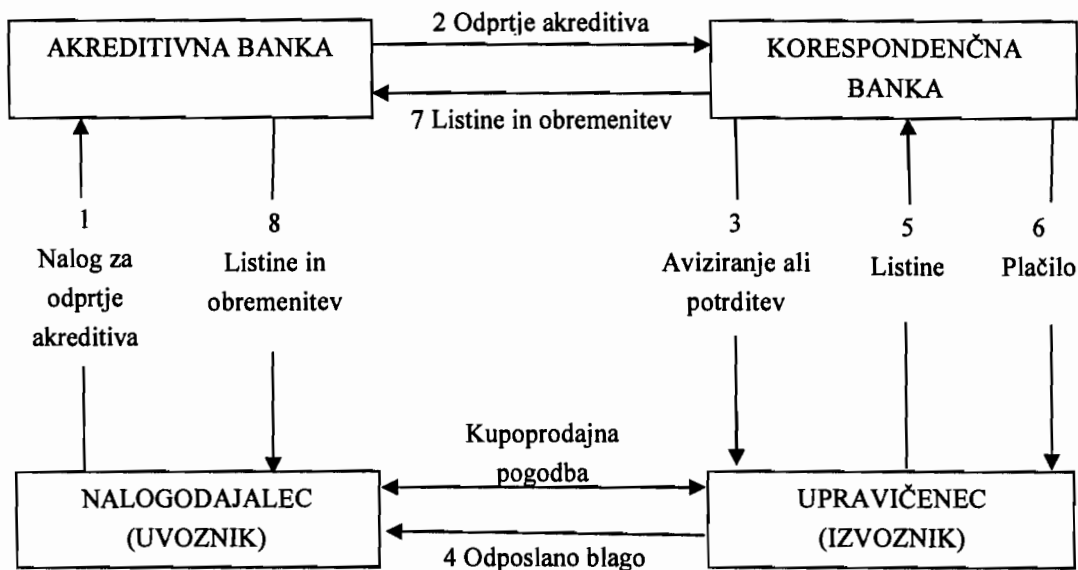 AKREDITIVNA BANKA
2 Odprtje akreditiva
KORESPONDENČNA
BANKA
7 Listine in obremenitev
1
Nalog za
odprtje
akreditiva
8
Listine in
obremenitev
3
Aviziranje ali
potrditev
5
Listine
6
Plačilo
Kupoprodajna
pogodba
NALOGODAJALEC
(UVOZNIK)
4 Odposlano blago
UPRAVIČENEC
(IZVOZNIK)